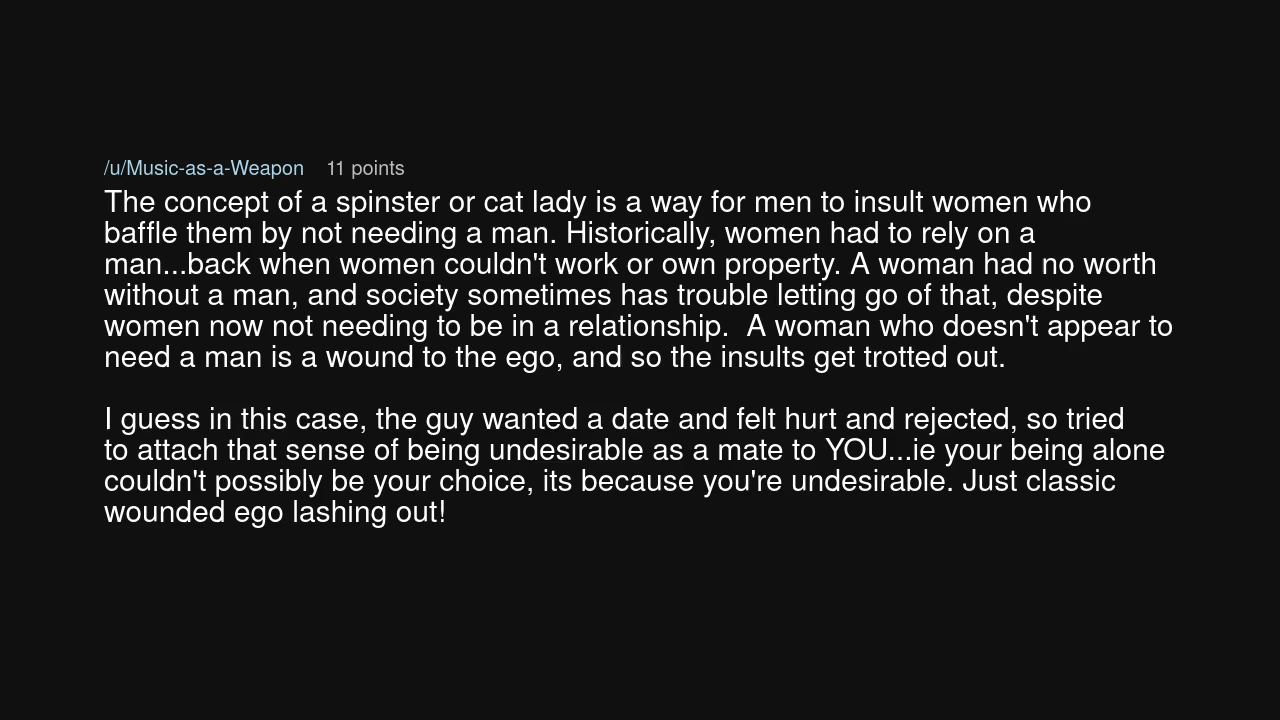 /u/Music-as-a-Weapon 11 points
The concept of a spinster or cat lady is a way for men to insult women who
baffle them by not needing a man. Historically, women had to rely on a
man...back when women couldn't work or own property. A woman had no worth
without a man, and society sometimes has trouble letting go of that, despite
women now not needing to be in a relationship.  A woman who doesn't appear to
need a man is a wound to the ego, and so the insults get trotted out.
I guess in this case, the guy wanted a date and felt hurt and rejected, so tried
to attach that sense of being undesirable as a mate to YOU...ie your being alone
couldn't possibly be your choice, its because you're undesirable. Just classic
wounded ego lashing out!